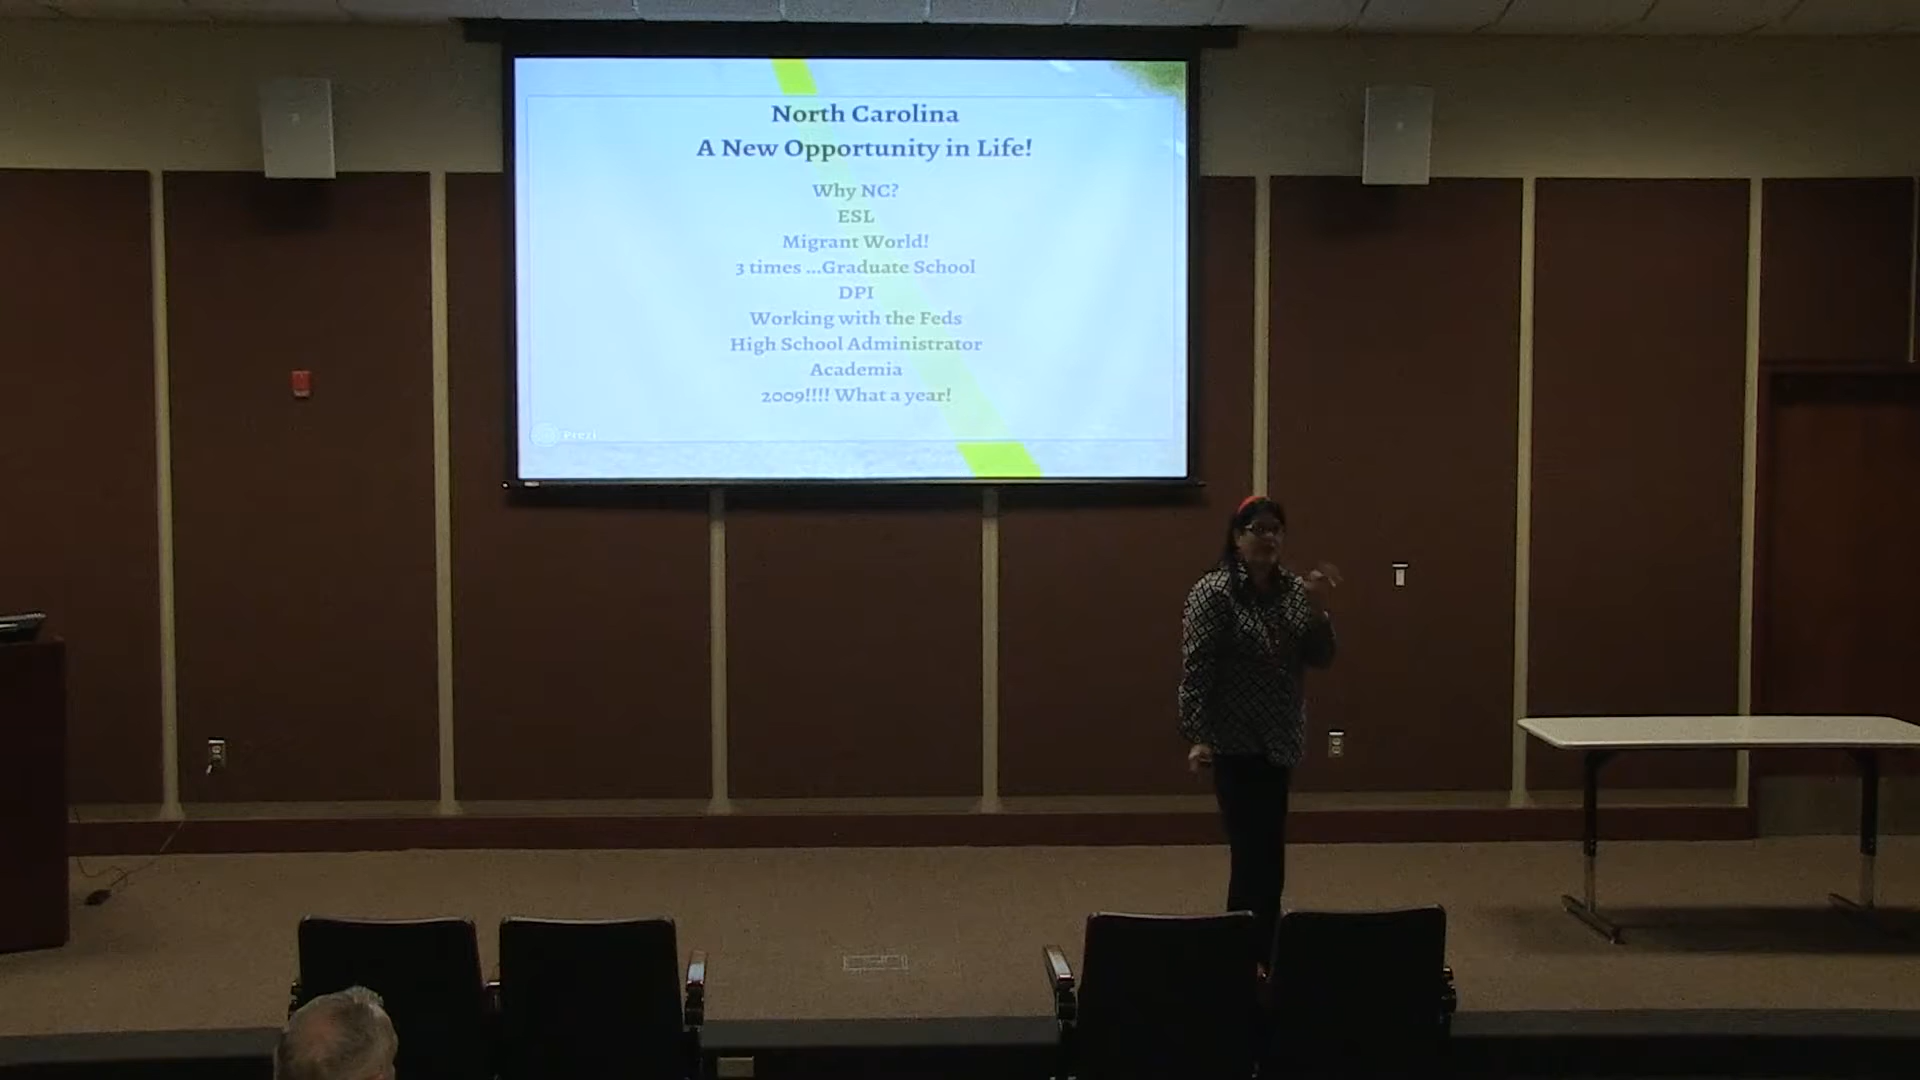 North Carolina
A New Opportunity in Life!
Why NC?
ESL
Migrant World!
3 times ...Graduate School
DPI
Working with the Feds
High School Administrator
Academia
2009!!!! What a year!
Prezi